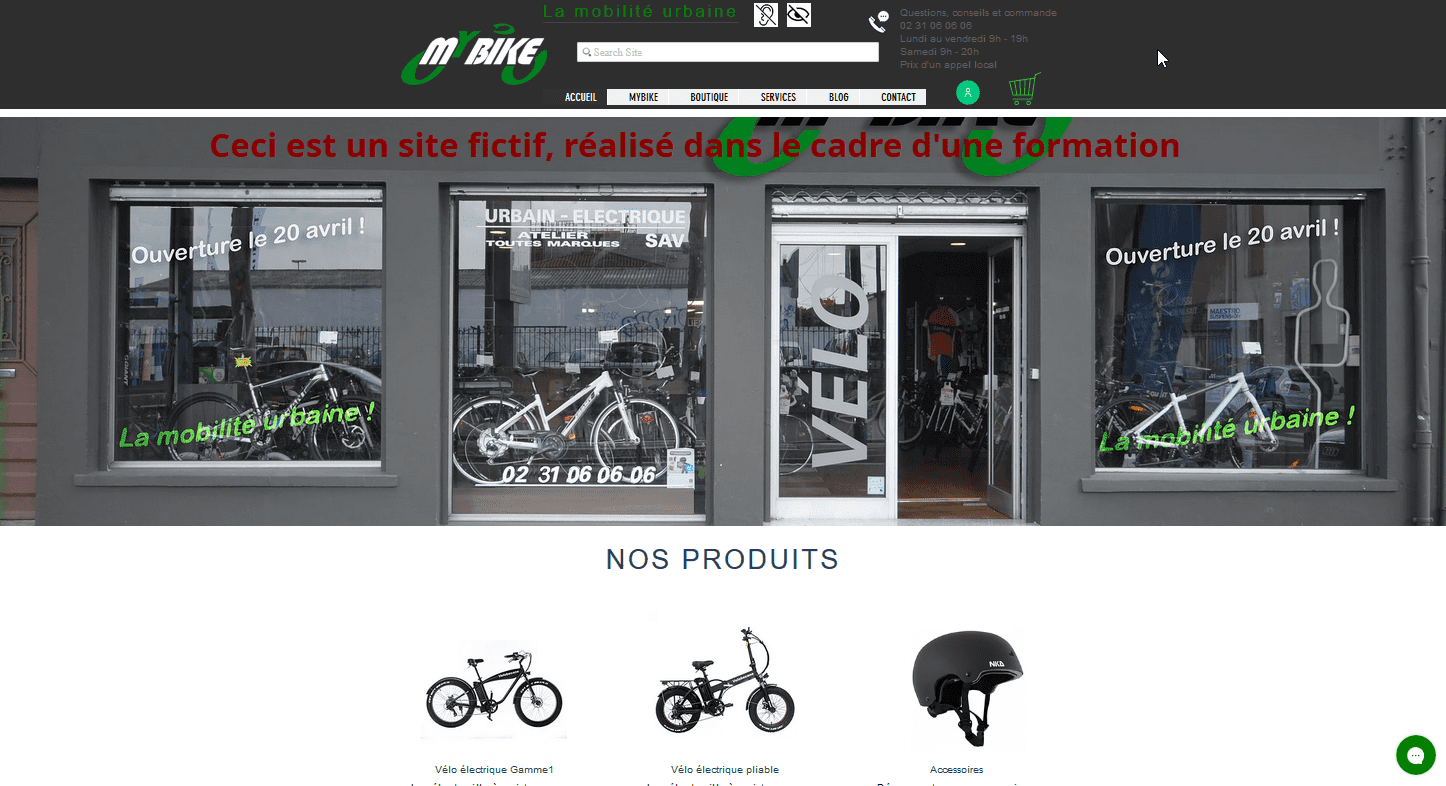 La mobilité urbaine
MYBIKE
Search Site
Questions, conseils et commande
02 31 06 06 06
Lundi au vendredi 9h - 19h
Samedi 9h - 20h
Prix d'un appel local
ACCUEIL
MYBIKE
BOUTIQUE
SERVICES
BLOG
CONTACT
Ceci est un site fictif, réalisé dans le cadre d'une formation
Ouverture le 20 avril !
La mobilité urbaine !
URBAIN - ELECTRIQUE
ATELIER
TOUTES MARQUES
SAV
02 31 06 06 06
VÉLO
Ouverture le 20 avril !
MAESTRO
SUSPENSION
La mobilité urbaine !
NOS PRODUITS
NKD
Vélo électrique Gamme1
Vélo électrique pliable
Accessoires